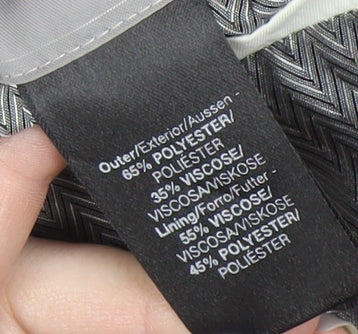 Outer/Exterior/Aussen -
65% POLYESTER/
POLIÉSTER
35% VISCOSE/
VISCOSA/VISKOSE
Lining/Forro/Futter -
55% VISCOSE/
VISCOSA/VISKOSE
45% POLYESTER/
POLIÉSTER